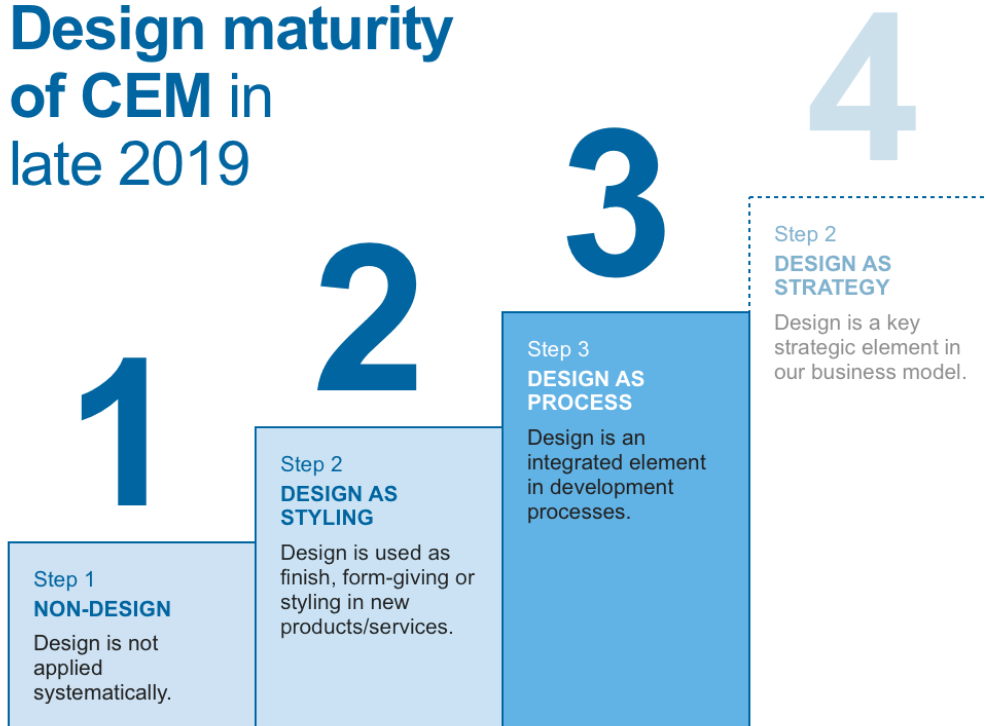 Design maturity
of CEM in
late 2019
1
Step 1
NON-DESIGN
Design is not
applied
systematically.
2
Step 2
DESIGN AS
STYLING
Design is used as
finish, form-giving or
styling in new
products/services.
3
Step 3
DESIGN AS
PROCESS
Design is an
integrated element
in development
processes.
4
Step 2
DESIGN AS
STRATEGY
Design is a key
strategic element in
our business model.